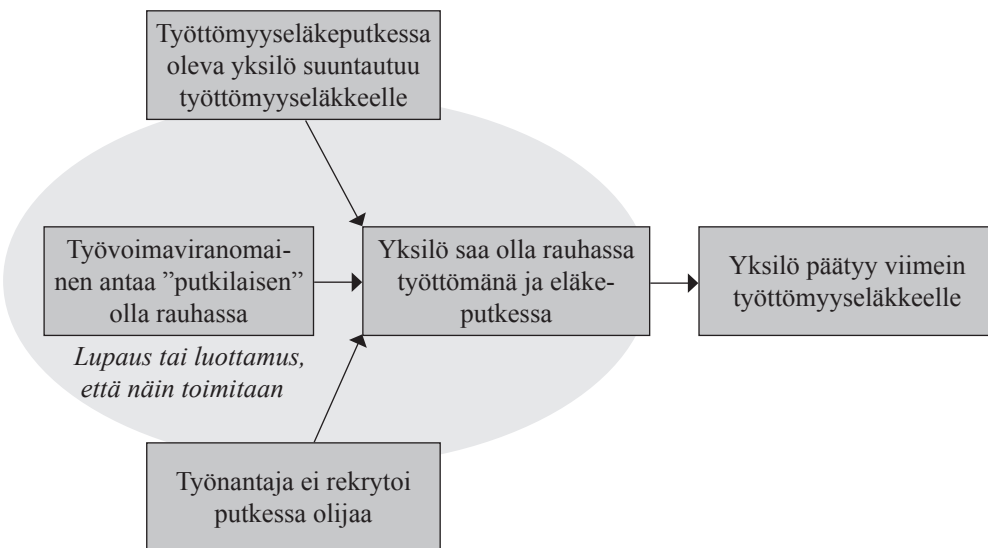 Työttömyyseläkeputkessa
oleva yksilö suuntautuu
työttömyyseläkkeelle
Työvoimaviranomai-
nen antaa ”putkilaisen”
olla rauhassa
Lupaus tai luottamus,
että näin toimitaan
Yksilö saa olla rauhassa
työttömänä ja eläke-
putkessa
Yksilö päätyy viimein
työttömyyseläkkeelle
Työnantaja ei rekrytoi
putkessa olijaa